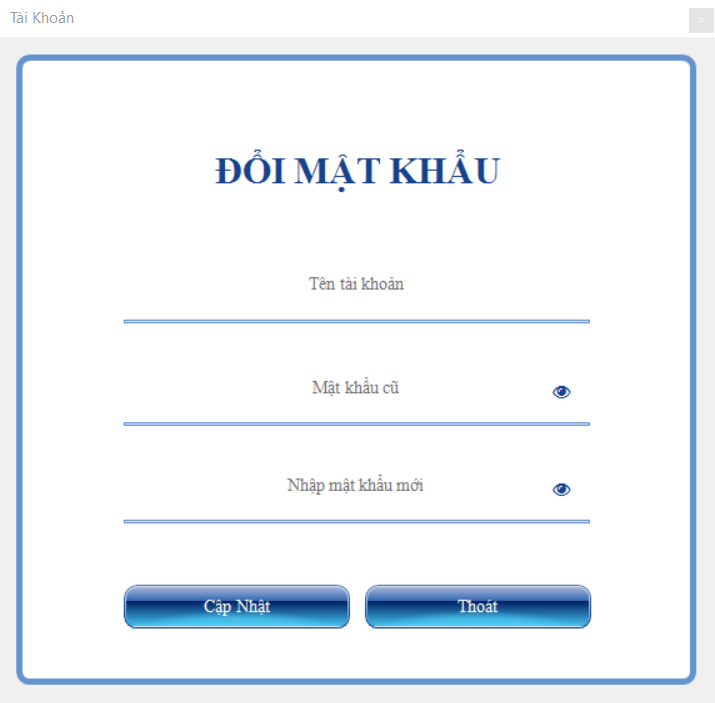 Tài Khoản
ĐỔI MẬT KHẨU
Tên tài khoản
Mật khẩu cũ
Nhập mật khẩu mới
Cập Nhật
Thoát